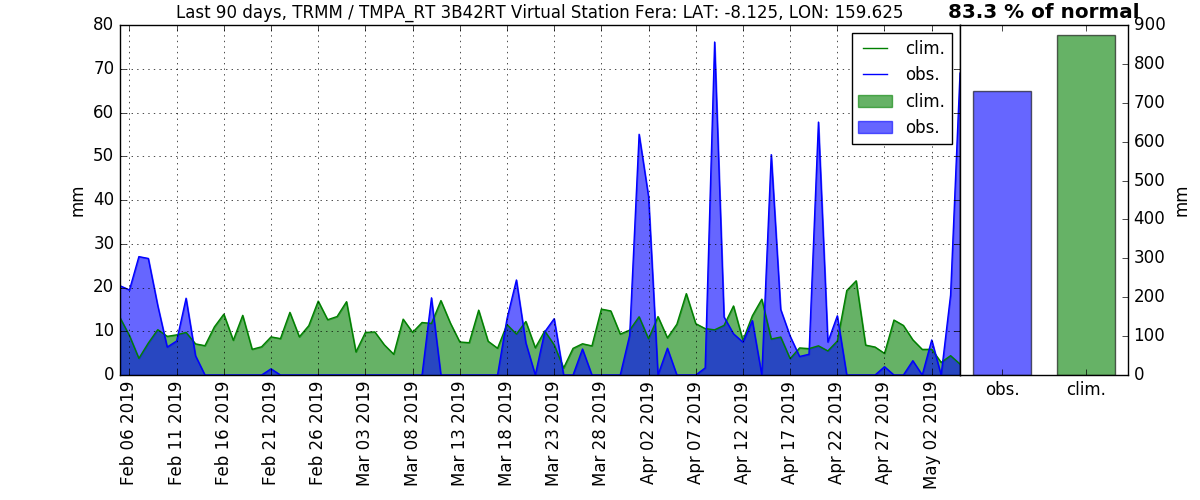 Last 90 days, TRMM / TMPA_RT 3B42RT Virtual Station Fera: LAT: -8.125, LON: 159.625
83.3 % of normal
80
70
60
50
40
30
20
10
0
mm
clim.
obs.
clim.
obs.
900
800
700
600
500
400
300
200
100
0
mm
Feb 06 2019
Feb 11 2019
Feb 16 2019
Feb 21 2019
Feb 26 2019
Mar 03 2019
Mar 08 2019
Mar 13 2019
Mar 18 2019
Mar 23 2019
Mar 28 2019
Apr 02 2019
Apr 07 2019
Apr 12 2019
Apr 17 2019
Apr 22 2019
Apr 27 2019
May 02 2019
obs.
clim.